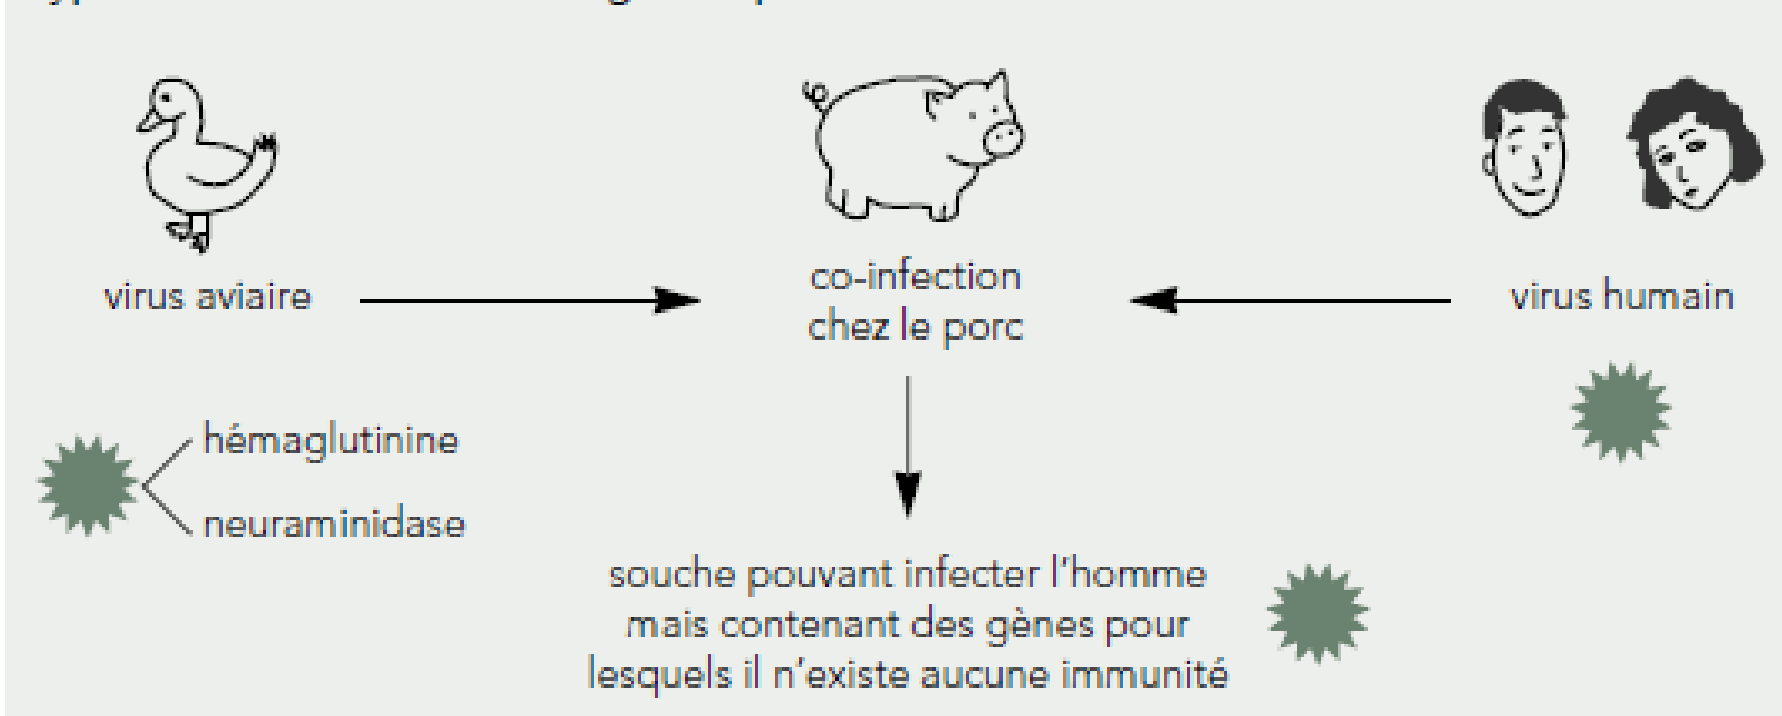 virus aviaire
co-infection
chez le porc
virus humain
hémaglutinine
neuraminidase
souche pouvant infecter l'homme
mais contenant des gènes pour
lesquels il n'existe aucune immunité